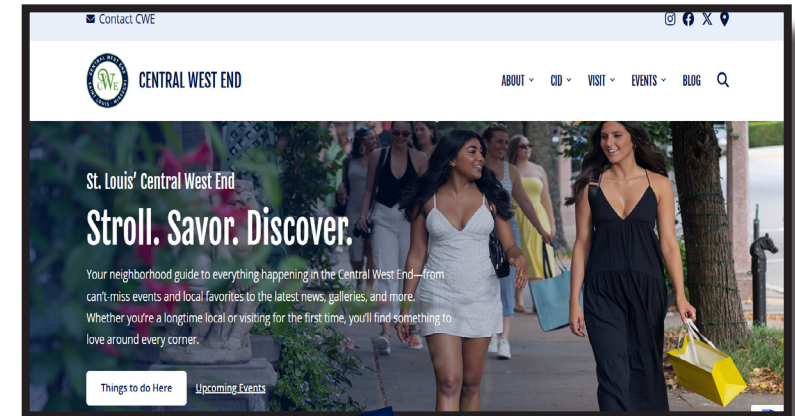 Contact CWE
CENTRAL WEST END
ABOUT CID VISIT EVENTS BLOG
St. Louis’ Central West End
Stroll. Savor. Discover.
Your neighborhood guide to everything happening in the Central West End—from
can’t-miss events and local favorites to the latest news, galleries, and more.
Whether you’re a longtime local or visiting for the first time, you’ll find something to
love around every corner.
Things to do Here Upcoming Events